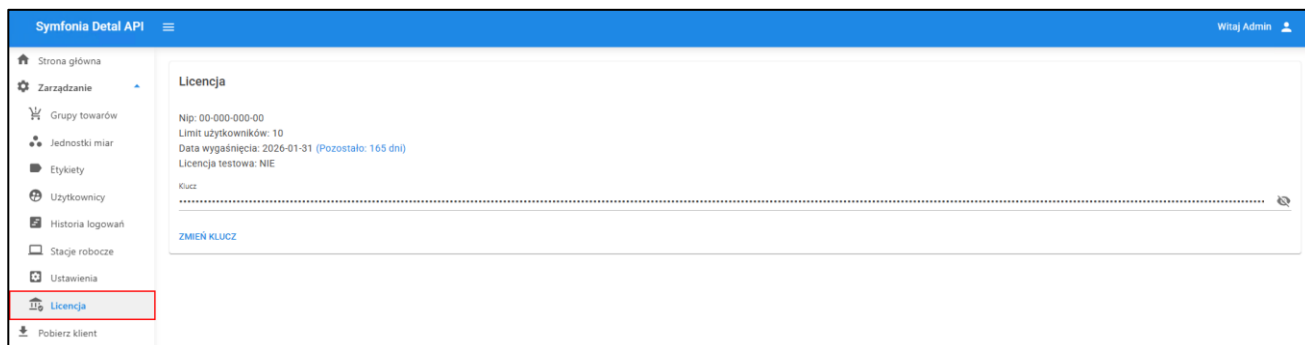 Symfonia Detal API
Witaj Admin
Strona główna
Zarządzanie
Grupy towarów
Jednostki miar
Etykiety
Użytkownicy
Historia logowań
Stacje robocze
Ustawienia
Licencja
Pobierz klient
Licencja
Nip: 00-000-000-00
Limit użytkowników: 10
Data wygaśnięcia: 2026-01-31 (Pozostało: 165 dni)
Licencja testowa: NIE
Klucz
ZMIEŃ KLUCZ